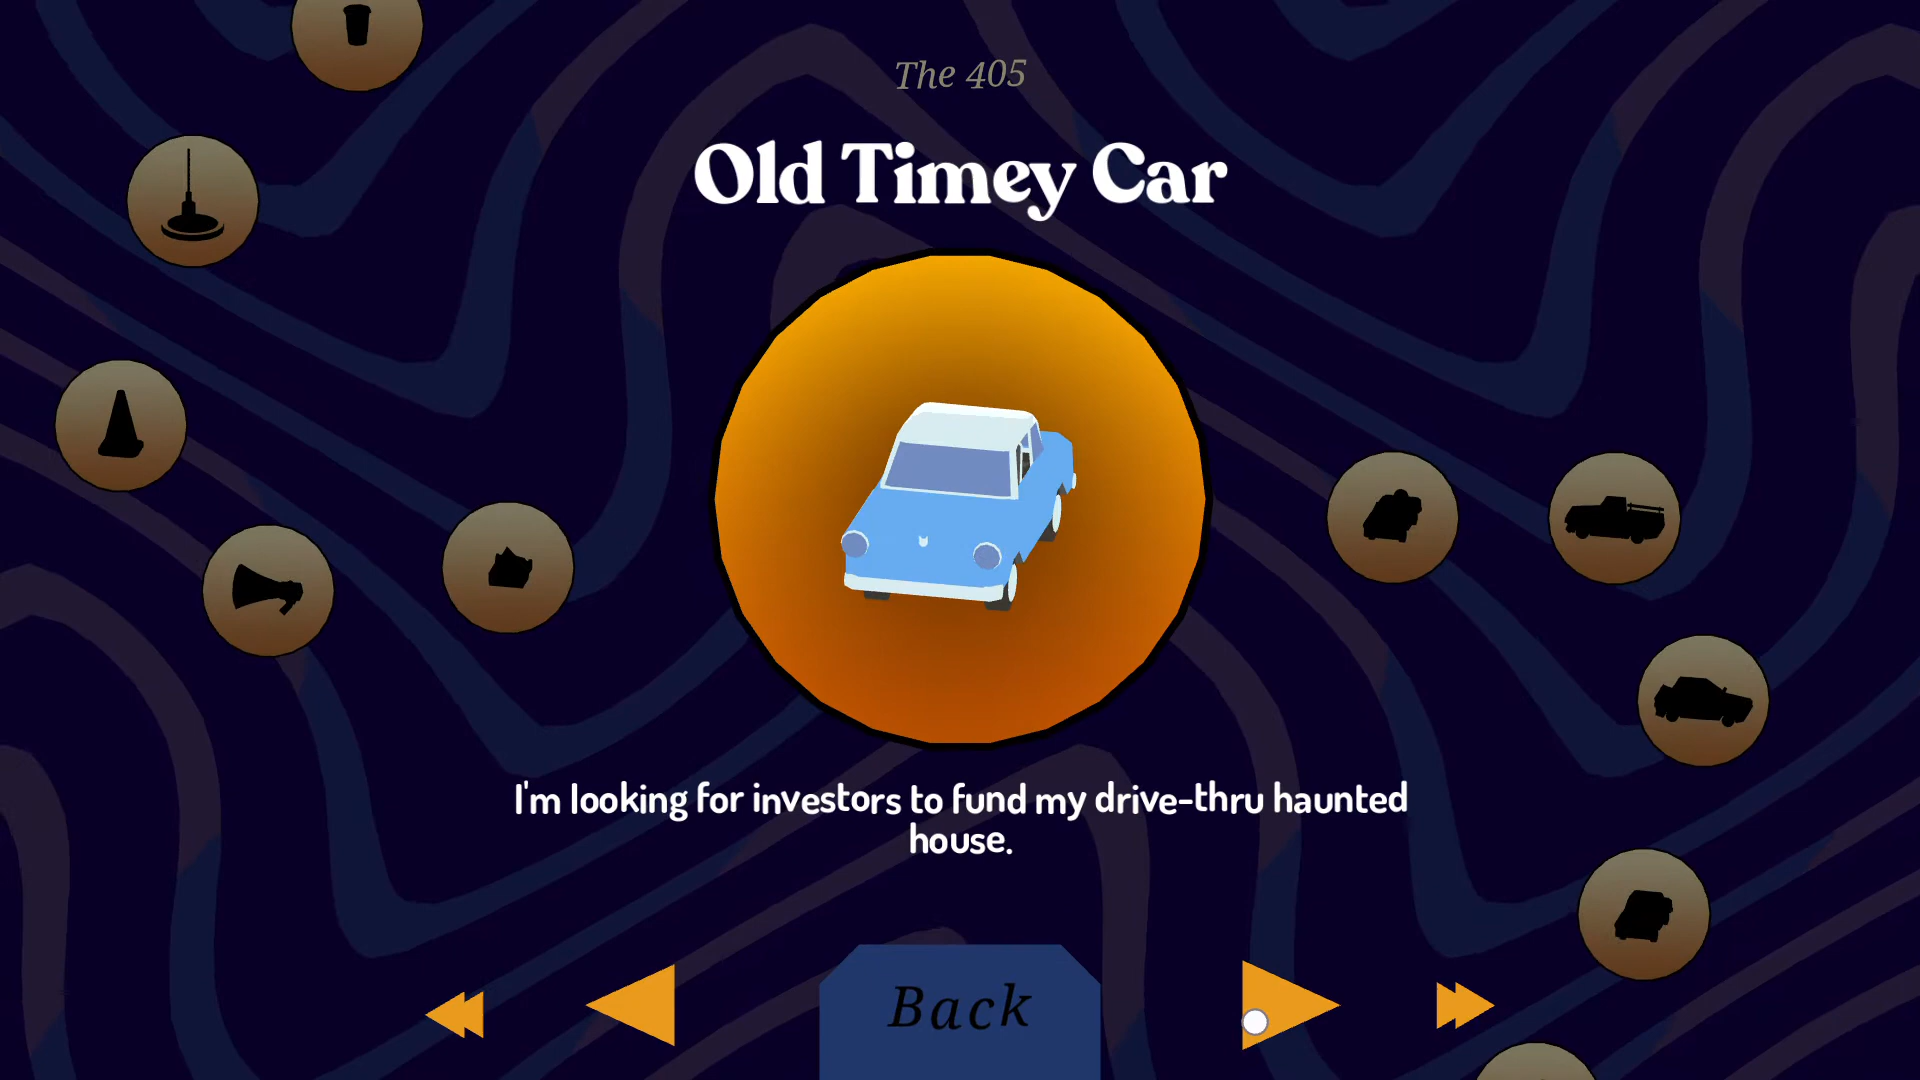 The 405
Old Timey Car
I'm looking for investors to fund my drive-thru haunted
house.
Back